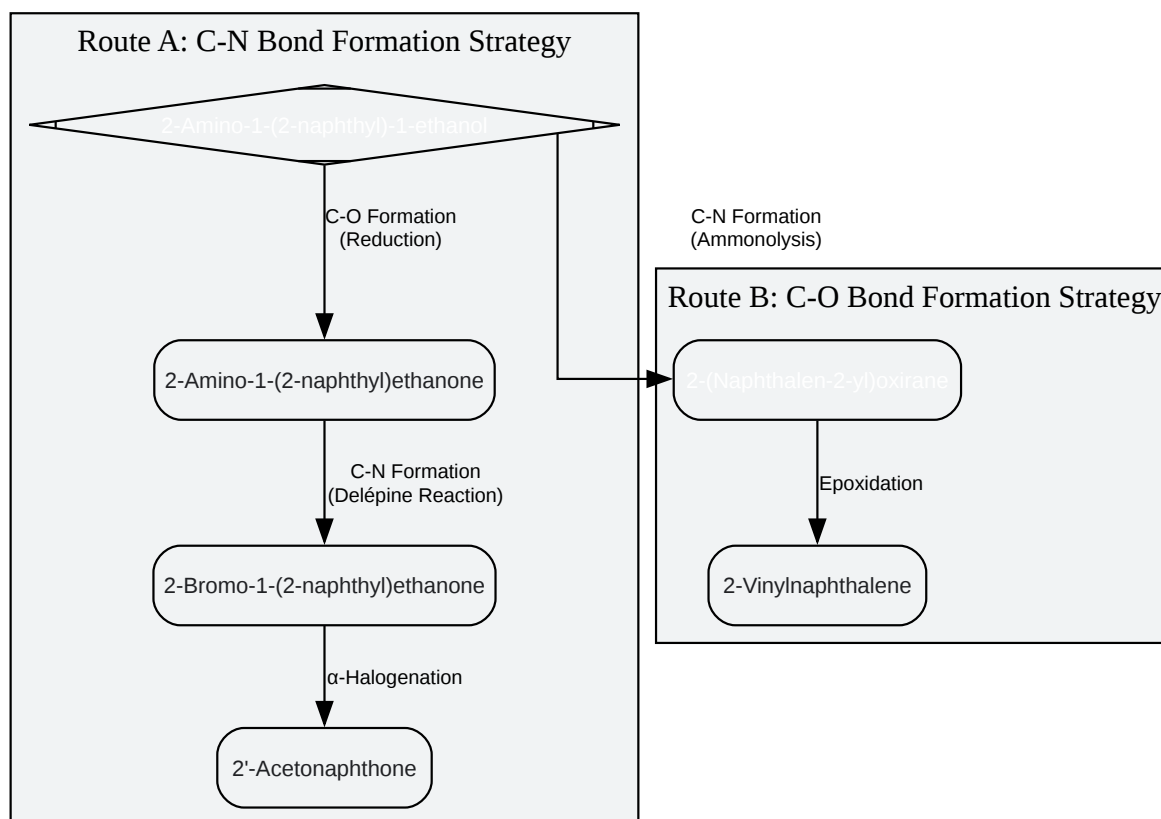 Route A: C-N Bond Formation Strategy
2-Amino-1-(2-naphthyl)-1-ethanol
C-O Formation
(Reduction)
C-N Formation
(Ammonolysis)
Route B: C-O Bond Formation Strategy
2-Amino-1-(2-naphthyl)ethanone
2-(Naphthalen-2-yl)oxirane
C-N Formation
(Delépine Reaction)
Epoxidation
2-Bromo-1-(2-naphthyl)ethanone
2-Vinylnaphthalene
α-Halogenation
2'-Acetonaphthone